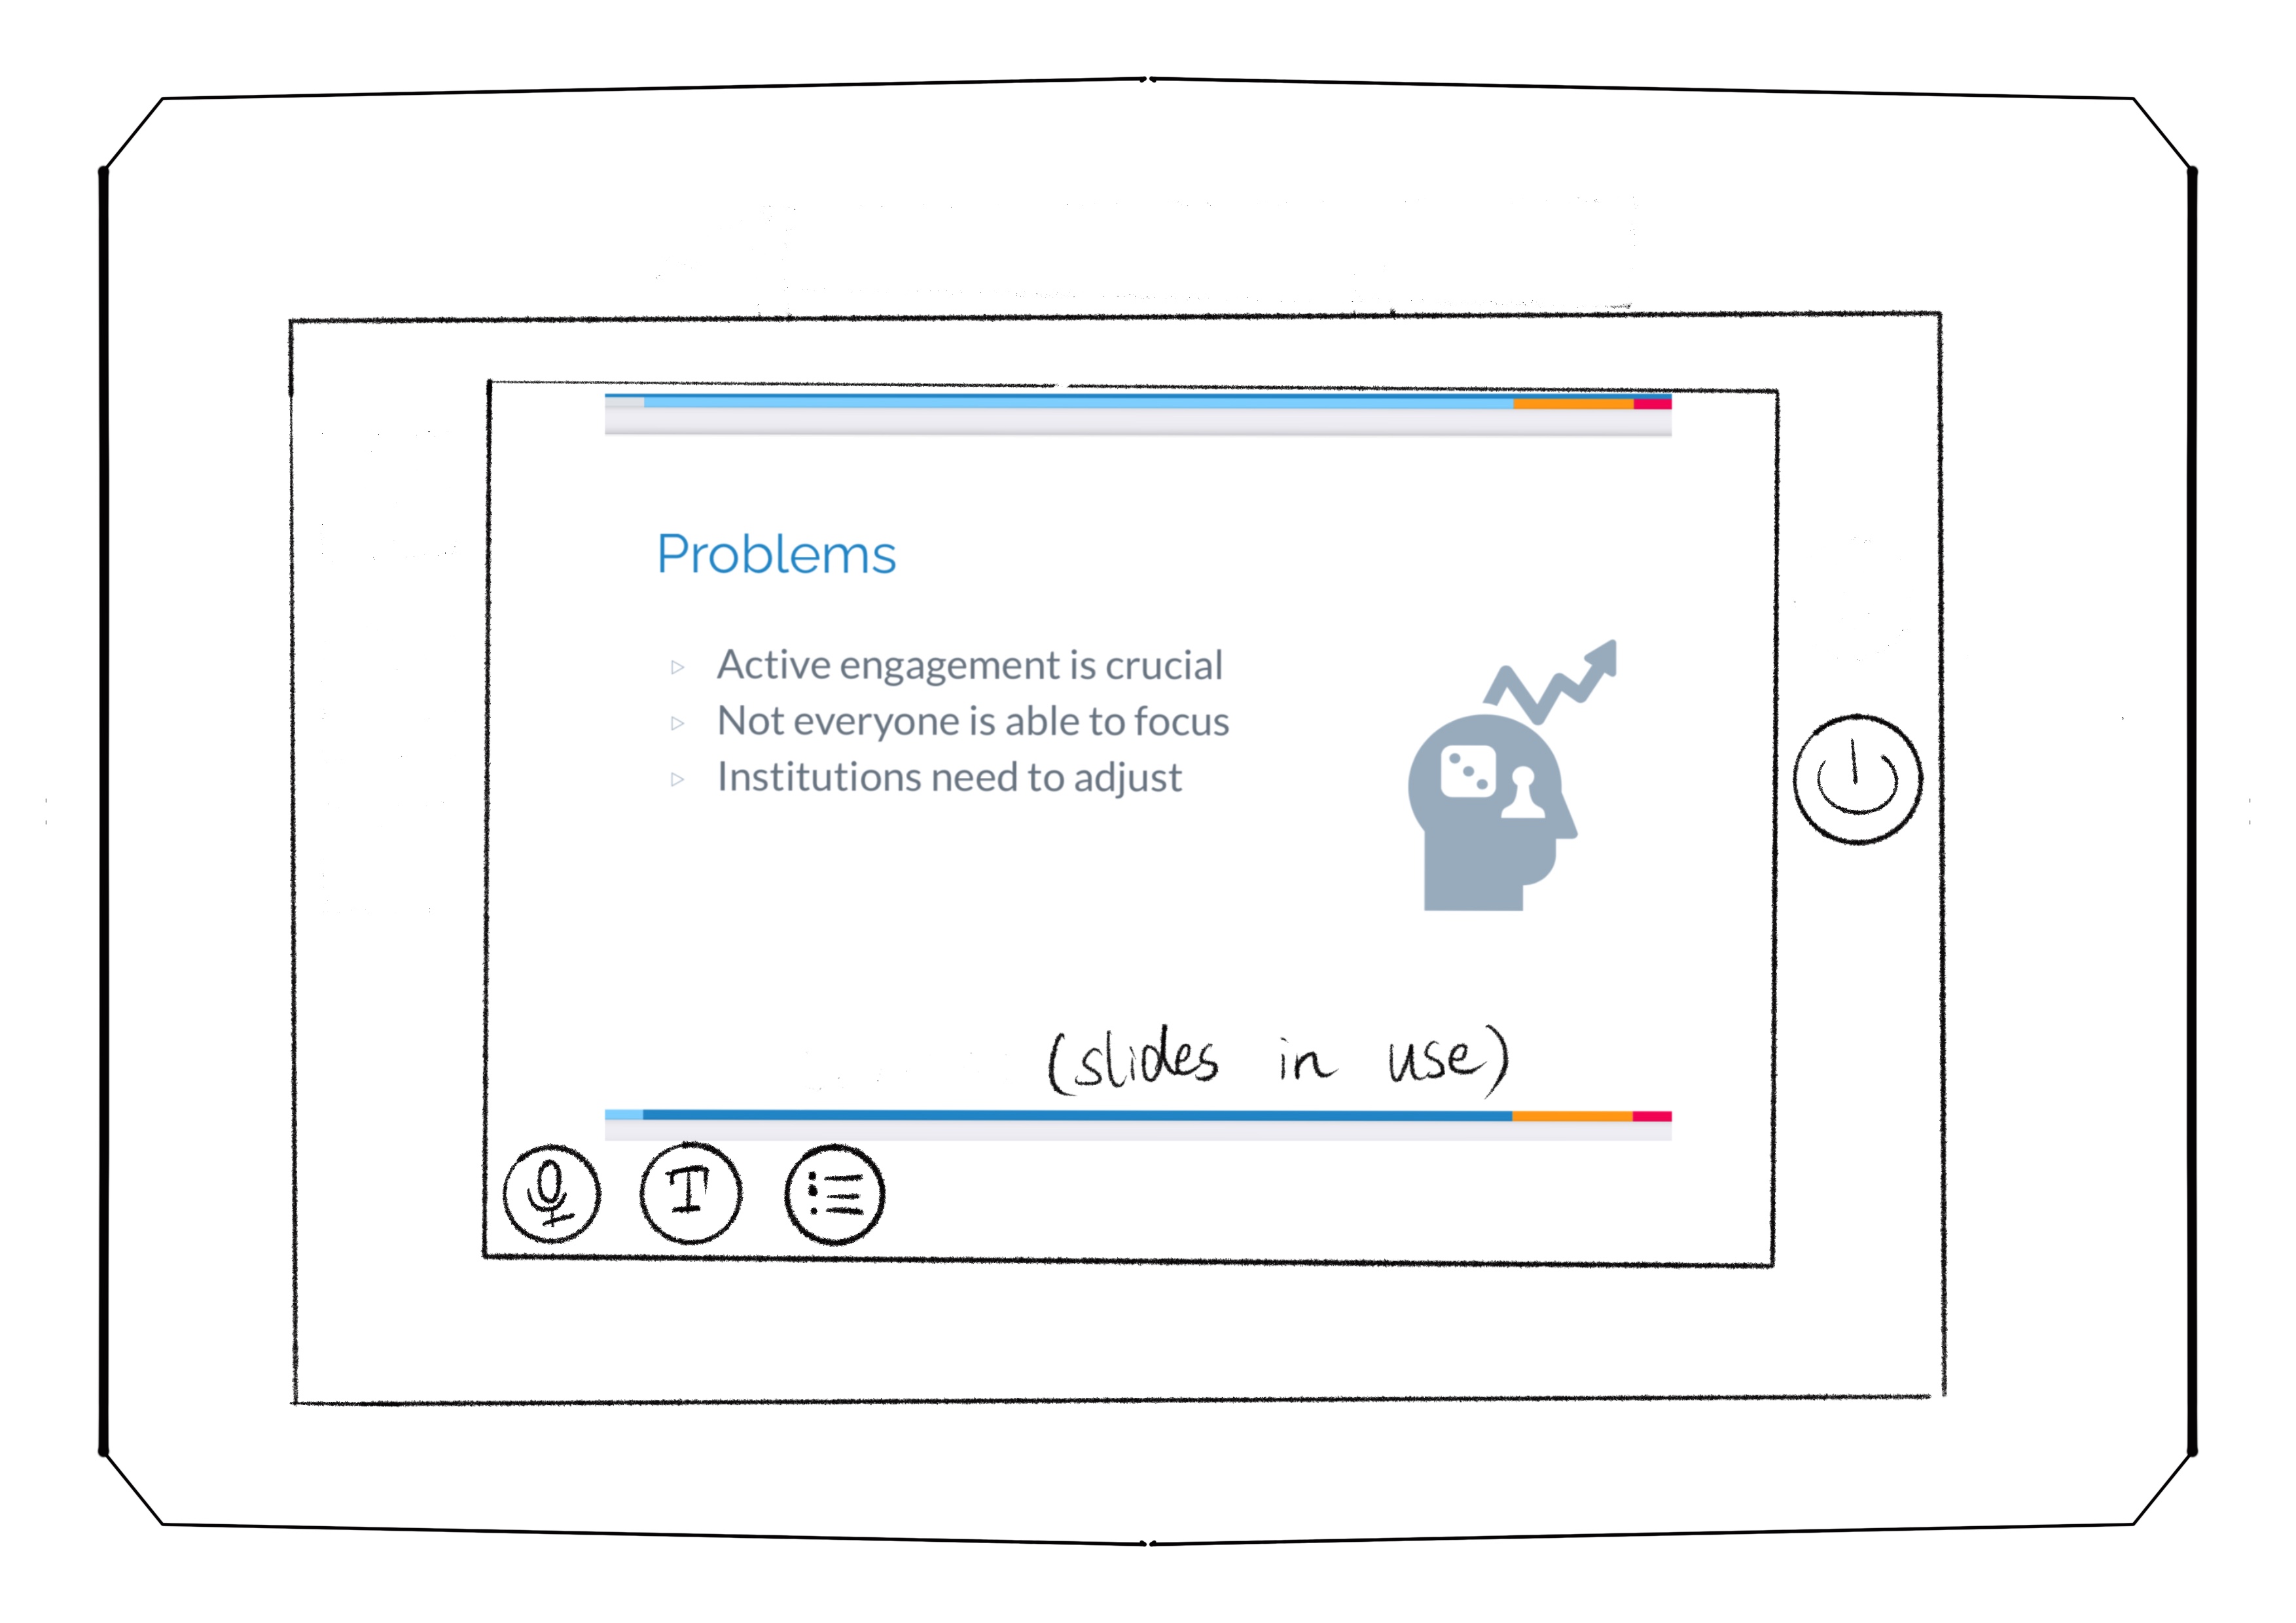 Problems
Active engagement is crucial
Not everyone is able to focus
Institutions need to adjust
(slides in use)
T